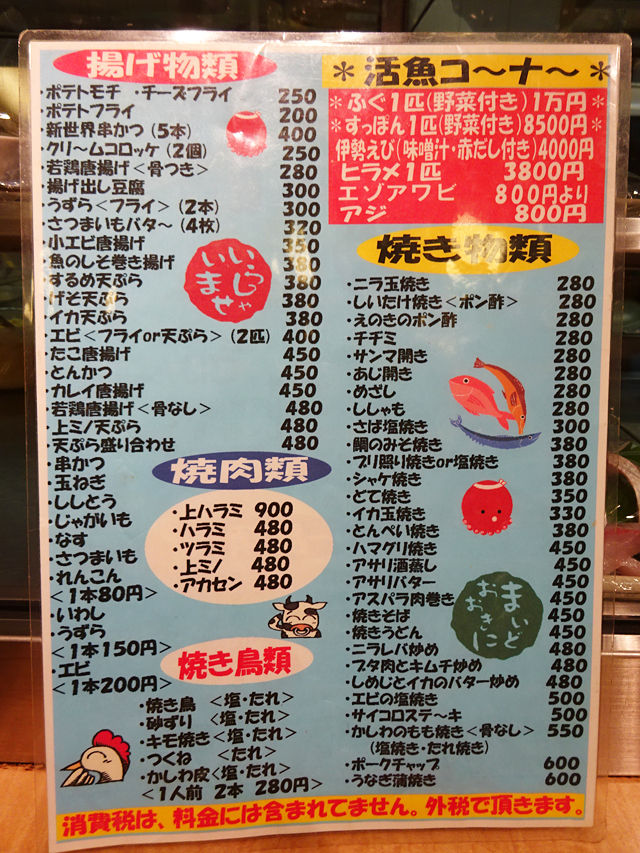 揚げ物類
・ポテトモチ ・チーズフライ 250
・ポテトフライ 200
・新世界串かつ (5本) 400
・クリ〜ムコロッケ (2個) 250
・若鶏唐揚げ<骨つき> 280
・揚げ出し豆腐 300
・うずら<フライ> (2本) 300
・さつまいもバタ〜 (4枚) 320
・小エビ唐揚げ 350
・魚のしそ巻き揚げ 380
・するめ天ぷら 380
・げそ天ぷら 380
・イカ天ぷら 380
・エビ<フライor天ぷら> (2匹) 400
・たこ唐揚げ 450
・とんかつ 450
・カレイ唐揚げ 450
・若鶏唐揚げ<骨なし> 480
・上ミノ天ぷら 480
・天ぷら盛り合わせ 480
・串かつ
・玉ねぎ
・ししとう
・じゃがいも
・なす
・さつまいも
・れんこん
<1本80円>
・いわし
・うずら
<1本150円>
・エビ
<1本200円>
いらっしゃいませ
焼肉類
・上ハラミ 900
・ハラミ 480
・ツラミ 480
・上ミノ 480
・アカセン 480
焼き鳥類
・焼き鳥 <塩・たれ>
・砂ずり <塩・たれ>
・キモ焼き<塩・たれ>
・つくね <たれ>
・かしわ皮<塩・たれ>
<1人前 2本 280円>
*活魚コ〜ナ〜*
*ふぐ1匹(野菜付き)1万円*
*すっぽん1匹(野菜付き)8500円*
伊勢えび(味噌汁・赤だし付き)4000円
ヒラメ1匹 3800円
エゾアワビ 800円より
アジ 800円
焼き物類
・ニラ玉焼き 280
・しいたけ焼き<ポン酢> 280
・えのきのポン酢 280
・チヂミ 280
・サンマ開き 280
・あじ開き 280
・めざし 280
・ししゃも 280
・さば塩焼き 300
・鯛のみそ焼き 380
・ブリ照り焼きor塩焼き 380
・シャケ焼き 380
・どて焼き 350
・イカ玉焼き 330
・とんぺい焼き 380
・ハマグリ焼き 450
・アサリ酒蒸し 450
・アサリバター 450
・アスパラ肉巻き 450
・焼きそば 450
・焼きうどん 450
・ニラレバ炒め 480
・ブタ肉とキムチ炒め 480
・しめじとイカのバター炒め 480
・エビの塩焼き 500
・サイコロステ〜キ 500
・かしわのもも焼き<骨なし> 550
(塩焼き・たれ焼き)
・ポークチャップ 600
・うなぎ蒲焼き 600
まいどおおきに
消費税は、料金には含まれてません。外税で頂きます。